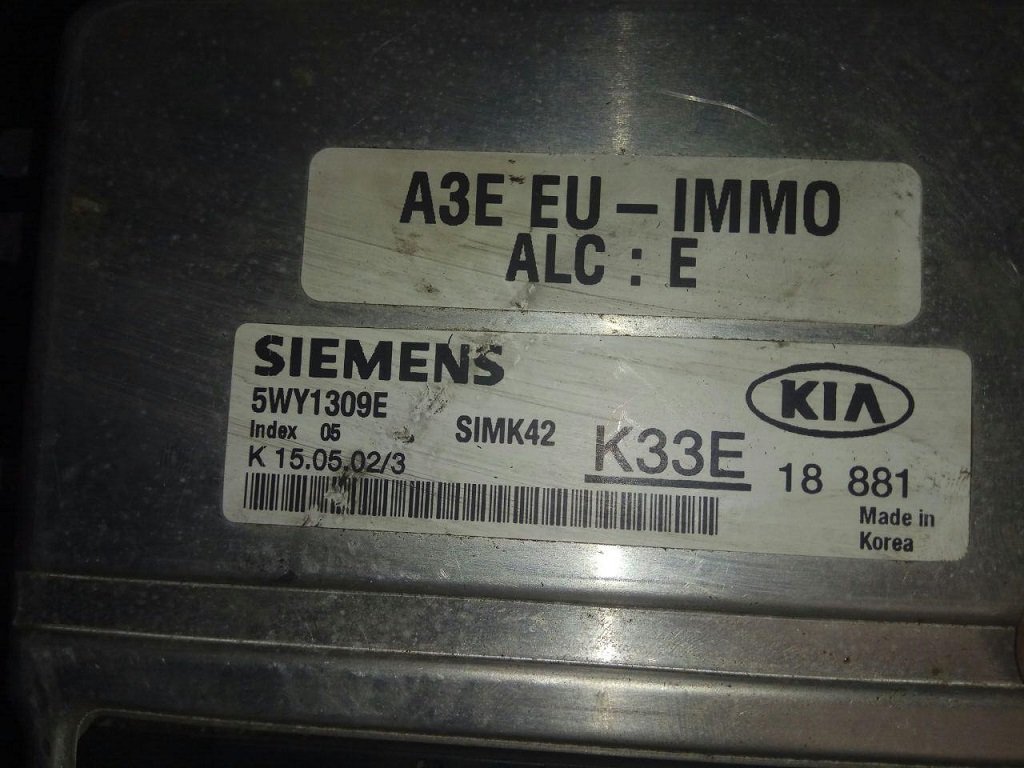 A3E EU – IMMO
ALC : E
SIEMENS
5WY1309E
Index 05
SIMK42
K 15.05.02/3
K33E
KIA
18 881
Made in
Korea